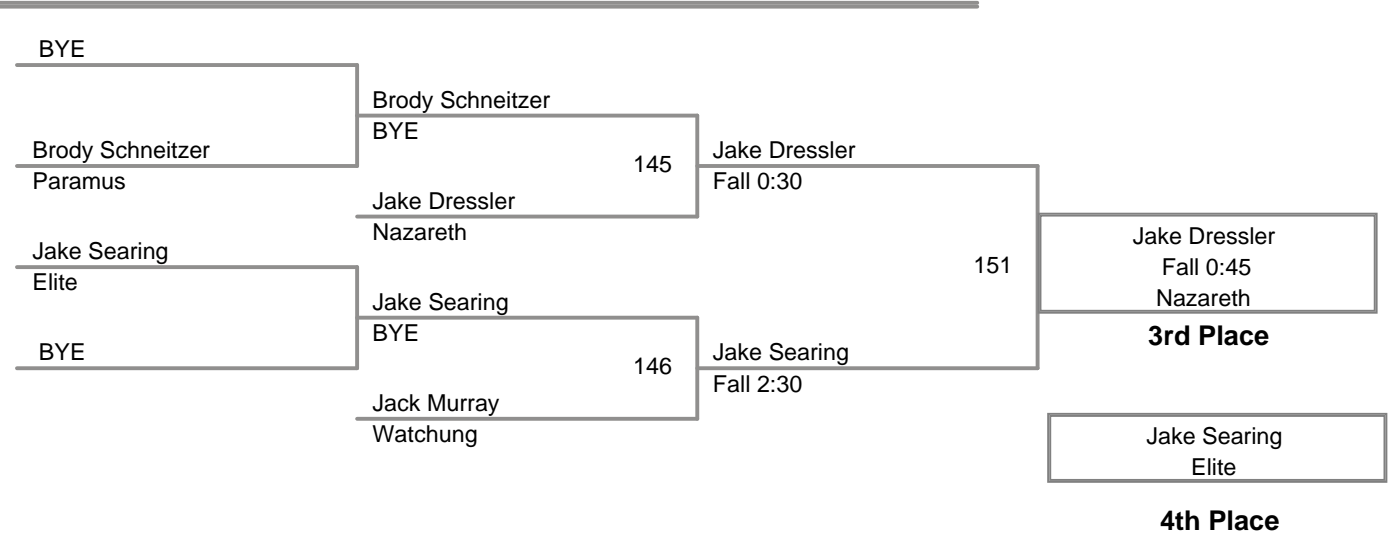 BYE
Brody Schneitzer
Paramus
Jake Searing
Elite
BYE
Brody Schneitzer
BYE
145
Jake Dressler
Nazareth
Jake Searing
BYE
146
Jack Murray
Watchung
Jake Dressler
Fall 0:30
151
Jake Searing
Fall 2:30
Jake Dressler
Fall 0:45
Nazareth
3rd Place
Jake Searing
Elite
4th Place